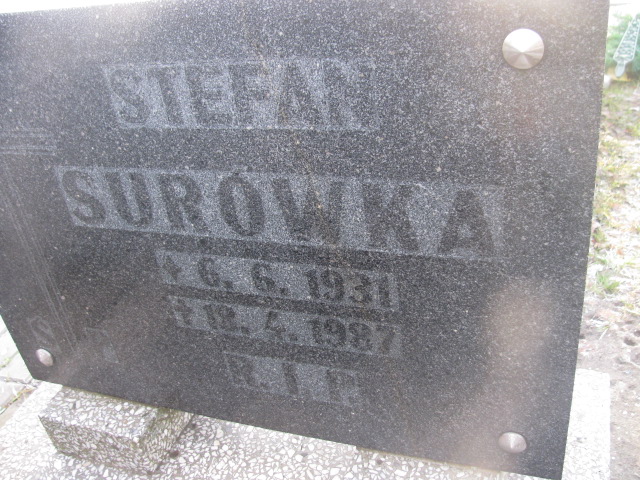 STEFAN
SURÓWKA
* 6. 6. 1931
† 18. 4. 1987
R. I. P.